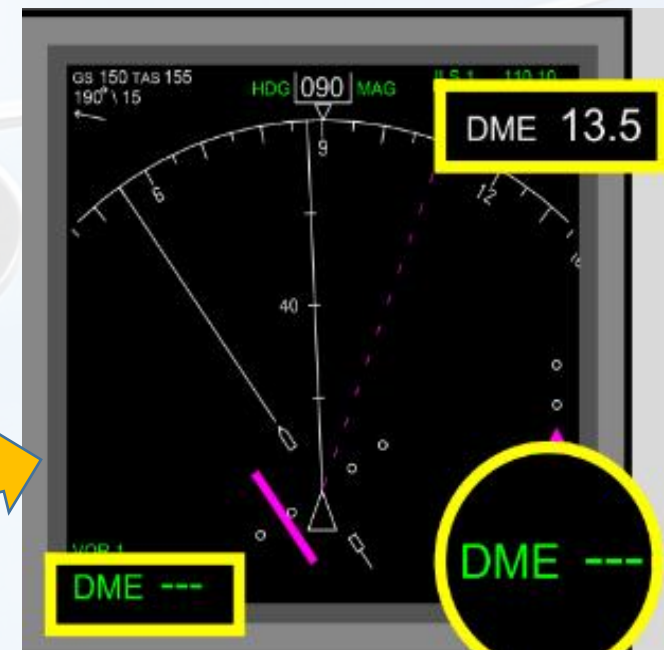 GS 150 TAS 155
190° \ 15
HDG 090 MAG
ILS 1 110.10
DME 13.5
6
9
12
40
VOR 1
DME ---
DME ---